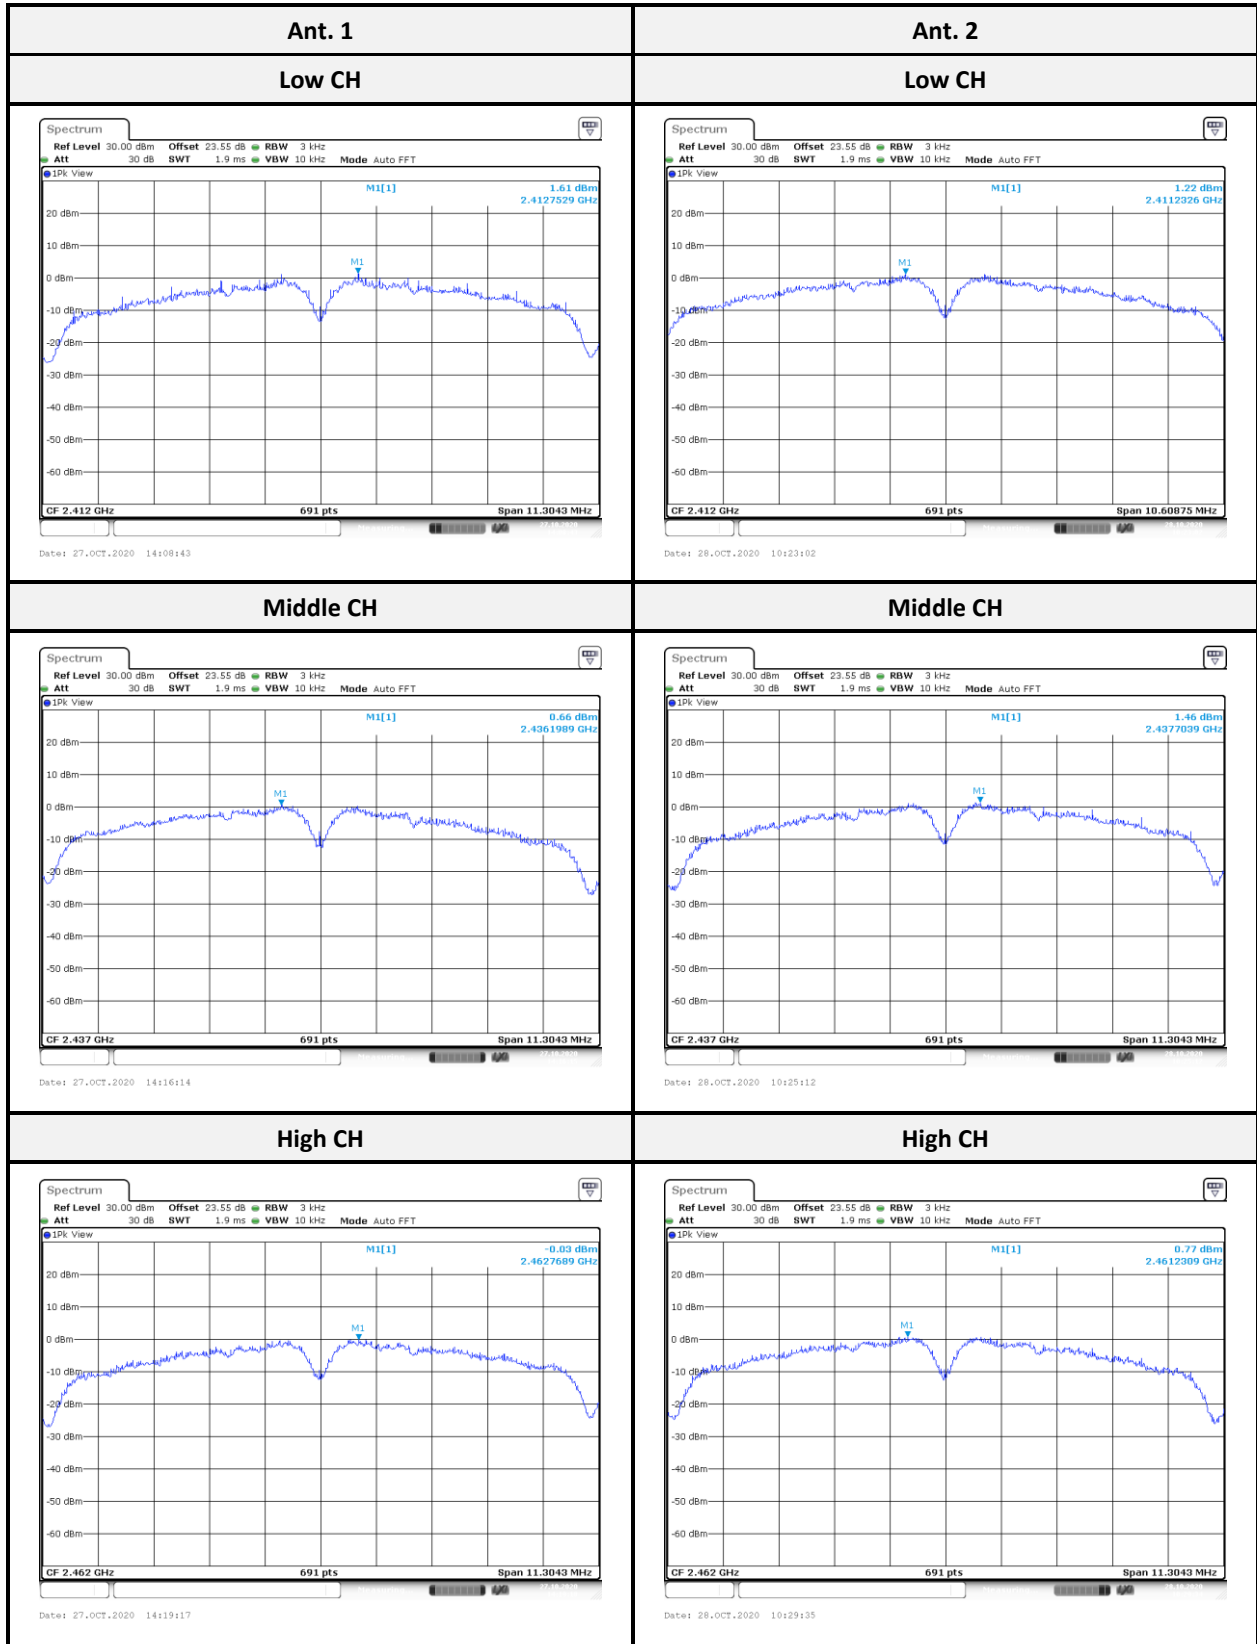 Ant. 1
Ant. 2
Low CH
Low CH
Spectrum
Ref Level 30.00 dBm Offset 23.55 dB RBW 3 kHz
Att 30 dB SWT 1.9 ms VBW 10 kHz Mode Auto FFT
1Pk View
M1[1] 1.61 dBm
2.4127529 GHz
20 dBm
10 dBm
M1
0 dBm
-10 dBm
-20 dBm
-30 dBm
-40 dBm
-50 dBm
-60 dBm
CF 2.412 GHz 691 pts Span 11.3043 MHz
Date: 27.OCT.2020 14:08:43
Spectrum
Ref Level 30.00 dBm Offset 23.55 dB RBW 3 kHz
Att 30 dB SWT 1.9 ms VBW 10 kHz Mode Auto FFT
1Pk View
M1[1] 1.22 dBm
2.4112326 GHz
20 dBm
10 dBm
M1
0 dBm
-10 dBm
-20 dBm
-30 dBm
-40 dBm
-50 dBm
-60 dBm
CF 2.412 GHz 691 pts Span 10.60875 MHz
Date: 28.OCT.2020 10:23:02
Middle CH
Middle CH
Spectrum
Ref Level 30.00 dBm Offset 23.55 dB RBW 3 kHz
Att 30 dB SWT 1.9 ms VBW 10 kHz Mode Auto FFT
1Pk View
M1[1] 0.66 dBm
2.4361989 GHz
20 dBm
10 dBm
M1
0 dBm
-10 dBm
-20 dBm
-30 dBm
-40 dBm
-50 dBm
-60 dBm
CF 2.437 GHz 691 pts Span 11.3043 MHz
Date: 27.OCT.2020 14:16:14
Spectrum
Ref Level 30.00 dBm Offset 23.55 dB RBW 3 kHz
Att 30 dB SWT 1.9 ms VBW 10 kHz Mode Auto FFT
1Pk View
M1[1] 1.46 dBm
2.4377039 GHz
20 dBm
10 dBm
M1
0 dBm
-10 dBm
-20 dBm
-30 dBm
-40 dBm
-50 dBm
-60 dBm
CF 2.437 GHz 691 pts Span 11.3043 MHz
Date: 28.OCT.2020 10:25:12
High CH
High CH
Spectrum
Ref Level 30.00 dBm Offset 23.55 dB RBW 3 kHz
Att 30 dB SWT 1.9 ms VBW 10 kHz Mode Auto FFT
1Pk View
M1[1] -0.03 dBm
2.4627689 GHz
20 dBm
10 dBm
M1
0 dBm
-10 dBm
-20 dBm
-30 dBm
-40 dBm
-50 dBm
-60 dBm
CF 2.462 GHz 691 pts Span 11.3043 MHz
Date: 27.OCT.2020 14:19:17
Spectrum
Ref Level 30.00 dBm Offset 23.55 dB RBW 3 kHz
Att 30 dB SWT 1.9 ms VBW 10 kHz Mode Auto FFT
1Pk View
M1[1] 0.77 dBm
2.4612309 GHz
20 dBm
10 dBm
M1
0 dBm
-10 dBm
-20 dBm
-30 dBm
-40 dBm
-50 dBm
-60 dBm
CF 2.462 GHz 691 pts Span 11.3043 MHz
Date: 28.OCT.2020 10:29:35